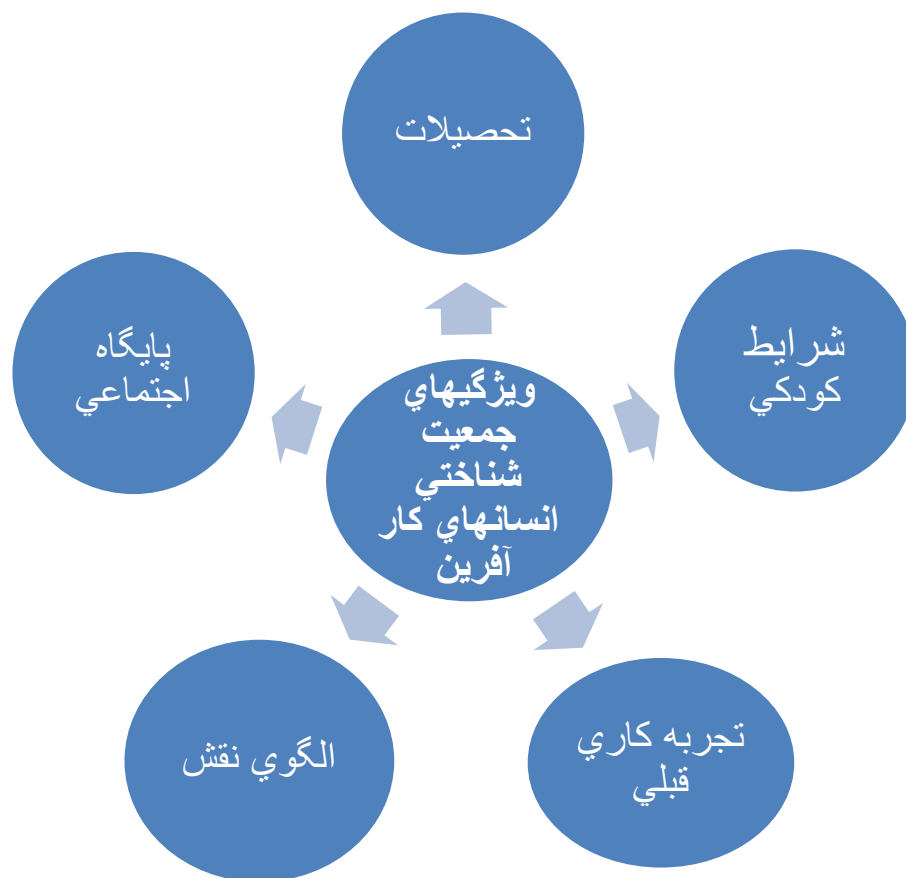 تحصيلات
شرايط
كودكي
پايگاه
اجتماعي
ويژگيهاي
جمعيت
شناختي
انسانهاي كار
آفرين
تجربه كاري
قبلي
الگوي نقش